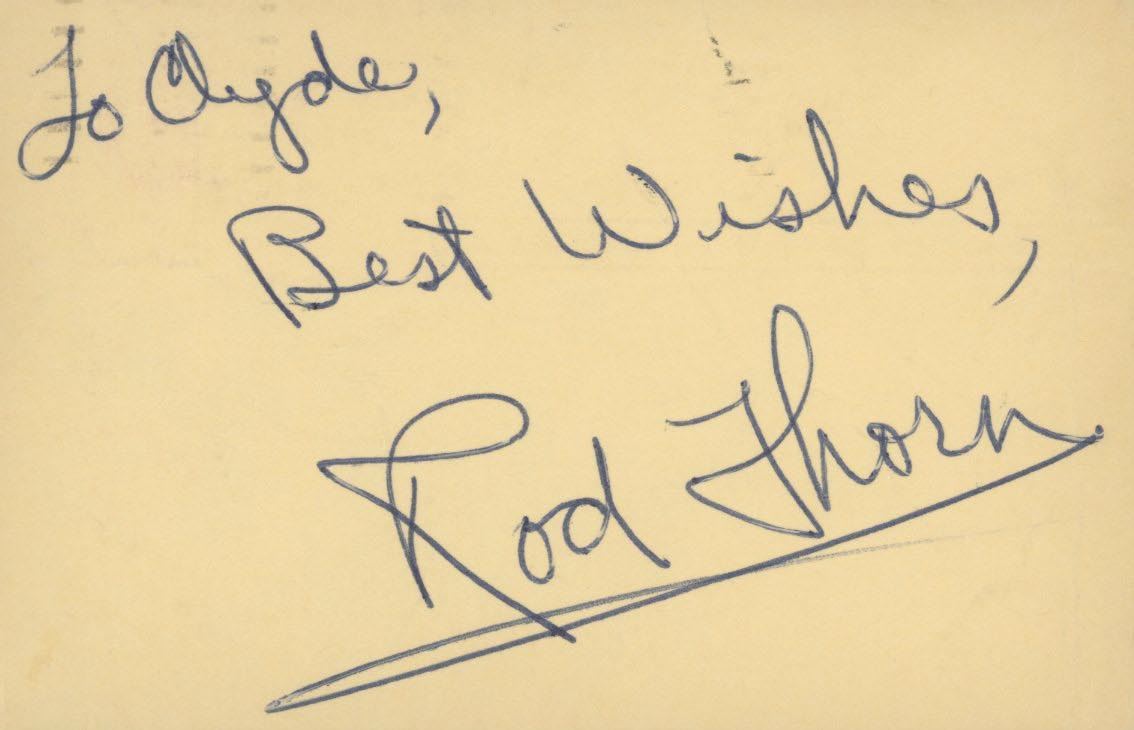 To Clyde,
Best Wishes,
Rod Thorn